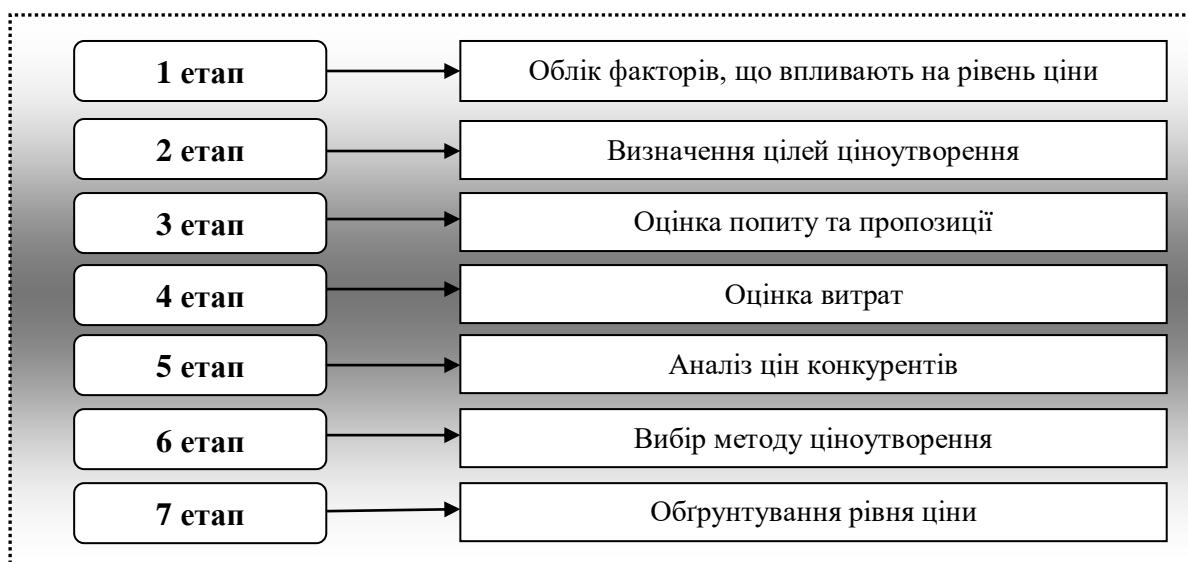 1 етап
Облік факторів, що впливають на рівень ціни
2 етап
Визначення цілей ціноутворення
3 етап
Оцінка попиту та пропозиції
4 етап
Оцінка витрат
5 етап
Аналіз цін конкурентів
6 етап
Вибір методу ціноутворення
7 етап
Обґрунтування рівня ціни